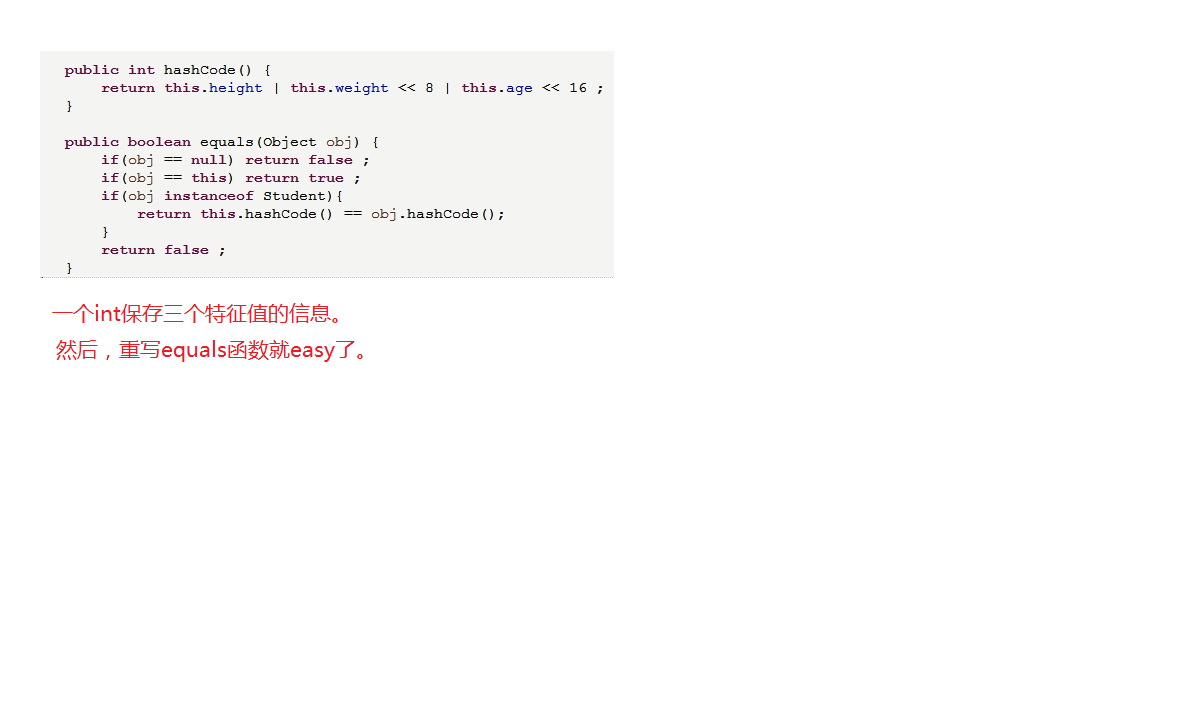 public int hashCode() {
    return this.height | this.weight << 8 | this.age << 16 ;
}
public boolean equals(Object obj) {
    if(obj == null) return false ;
    if(obj == this) return true ;
    if(obj instanceof Student){
        return this.hashCode() == obj.hashCode();
    }
    return false ;
}
一个int保存三个特征值的信息。
然后，重写equals函数就easy了。